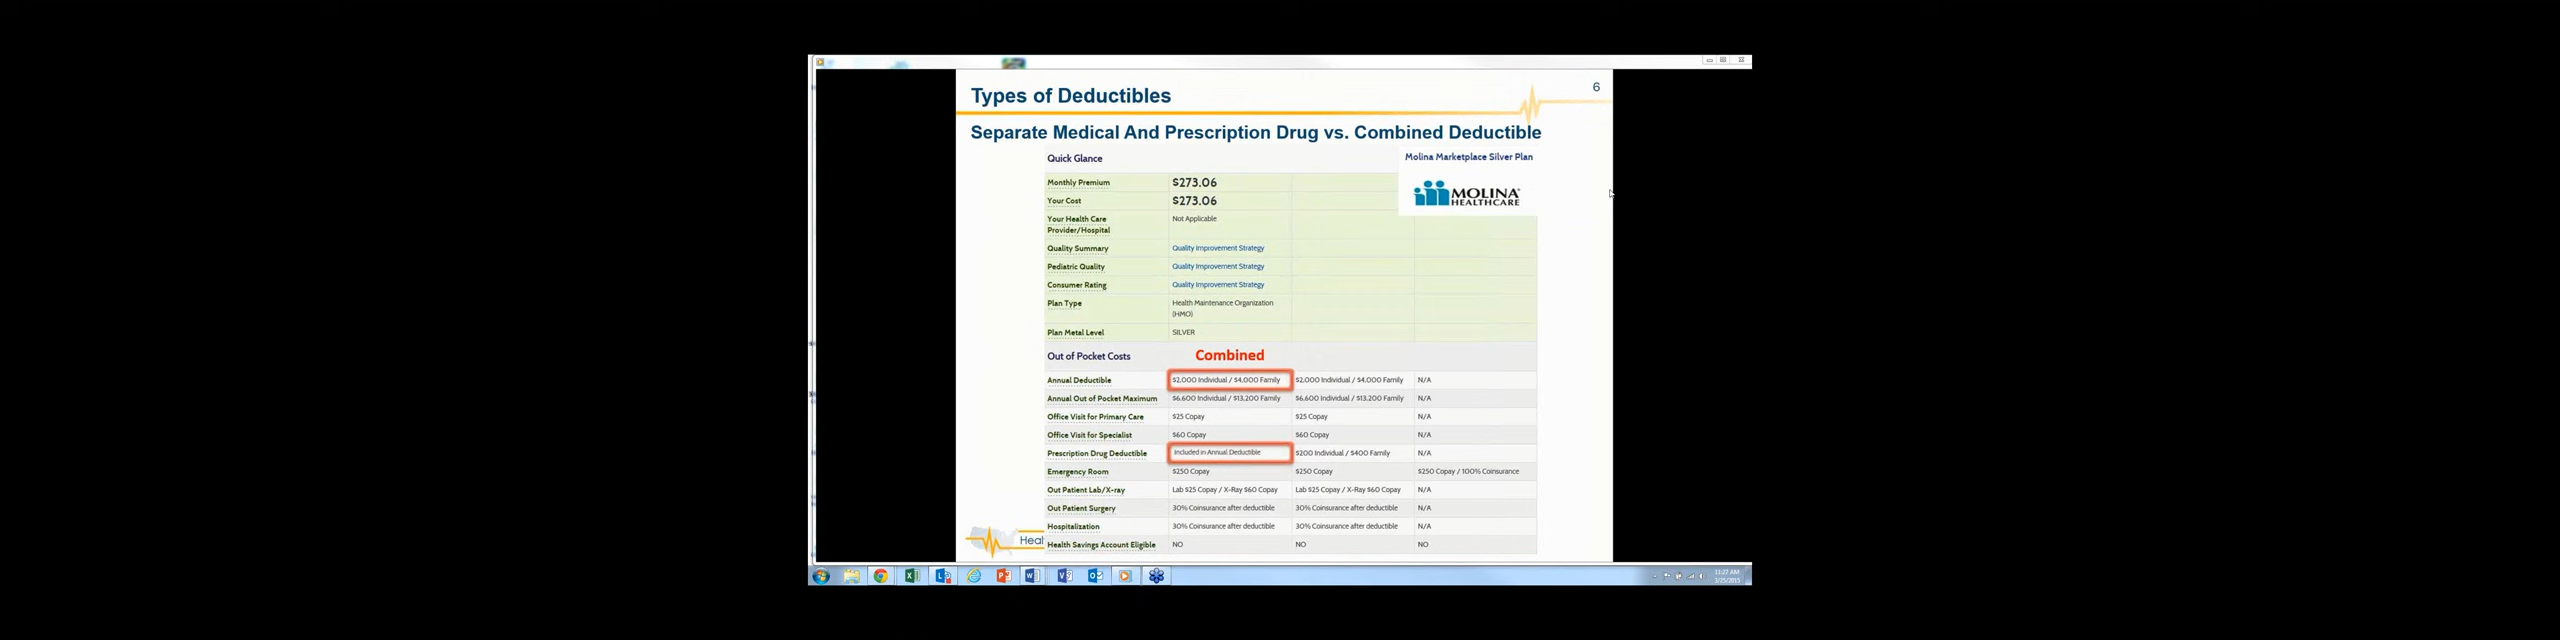 6
Types of Deductibles
Separate Medical And Prescription Drug vs. Combined Deductible
Quick Glance
Molina Marketplace Silver Plan
MOLINA
HEALTHCARE
Monthly Premium $273.06
Your Cost $273.06
Your Health Care Not Applicable
Provider/Hospital
Quality Summary Quality Improvement Strategy
Pediatric Quality Quality Improvement Strategy
Consumer Rating Quality Improvement Strategy
Plan Type Health Maintenance Organization
(HMO)
Plan Metal Level SILVER
Out of Pocket Costs Combined
Annual Deductible $2,000 Individual / $4,000 Family $2,000 Individual / $4,000 Family N/A
Annual Out of Pocket Maximum $6,600 Individual / $13,200 Family $6,600 Individual / $13,200 Family N/A
Office Visit for Primary Care $25 Copay $25 Copay N/A
Office Visit for Specialist $60 Copay $60 Copay N/A
Prescription Drug Deductible Included in Annual Deductible $200 Individual / $400 Family N/A
Emergency Room $250 Copay $250 Copay $250 Copay / 100% Coinsurance
Out Patient Lab/X-ray Lab $25 Copay / X-Ray $60 Copay Lab $25 Copay / X-Ray $60 Copay N/A
Out Patient Surgery 30% Coinsurance after deductible 30% Coinsurance after deductible N/A
Hospitalization 30% Coinsurance after deductible 30% Coinsurance after deductible N/A
Heal
Health Savings Account Eligible NO NO NO
11:27 AM
3/25/2015